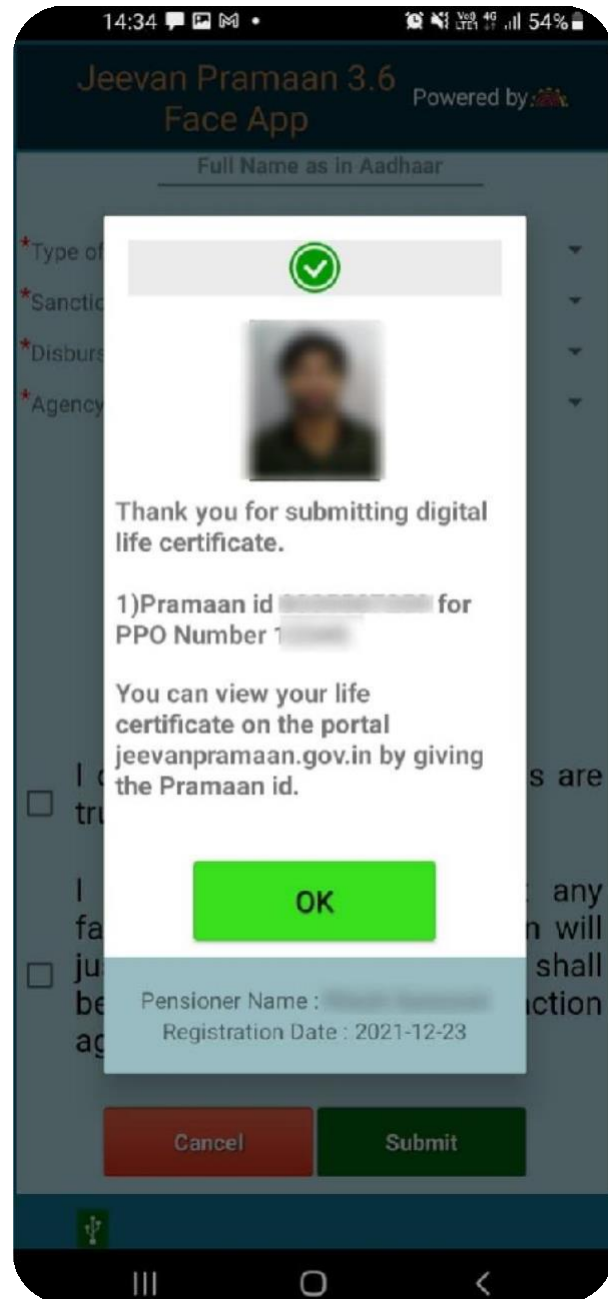 14:34
54%
Jeevan Pramaan 3.6
Face App
Powered by:
Full Name as in Aadhaar
*Type of
*Sanctio
*Disburs
*Agency
Thank you for submitting digital
life certificate.
1)Pramaan id for
PPO Number 1
You can view your life
certificate on the portal
jeevanpramaan.gov.in by giving
the Pramaan id.
s are
I any
fa n will
ju shall
be ction
ag
OK
Pensioner Name :
Registration Date : 2021-12-23
Cancel
Submit